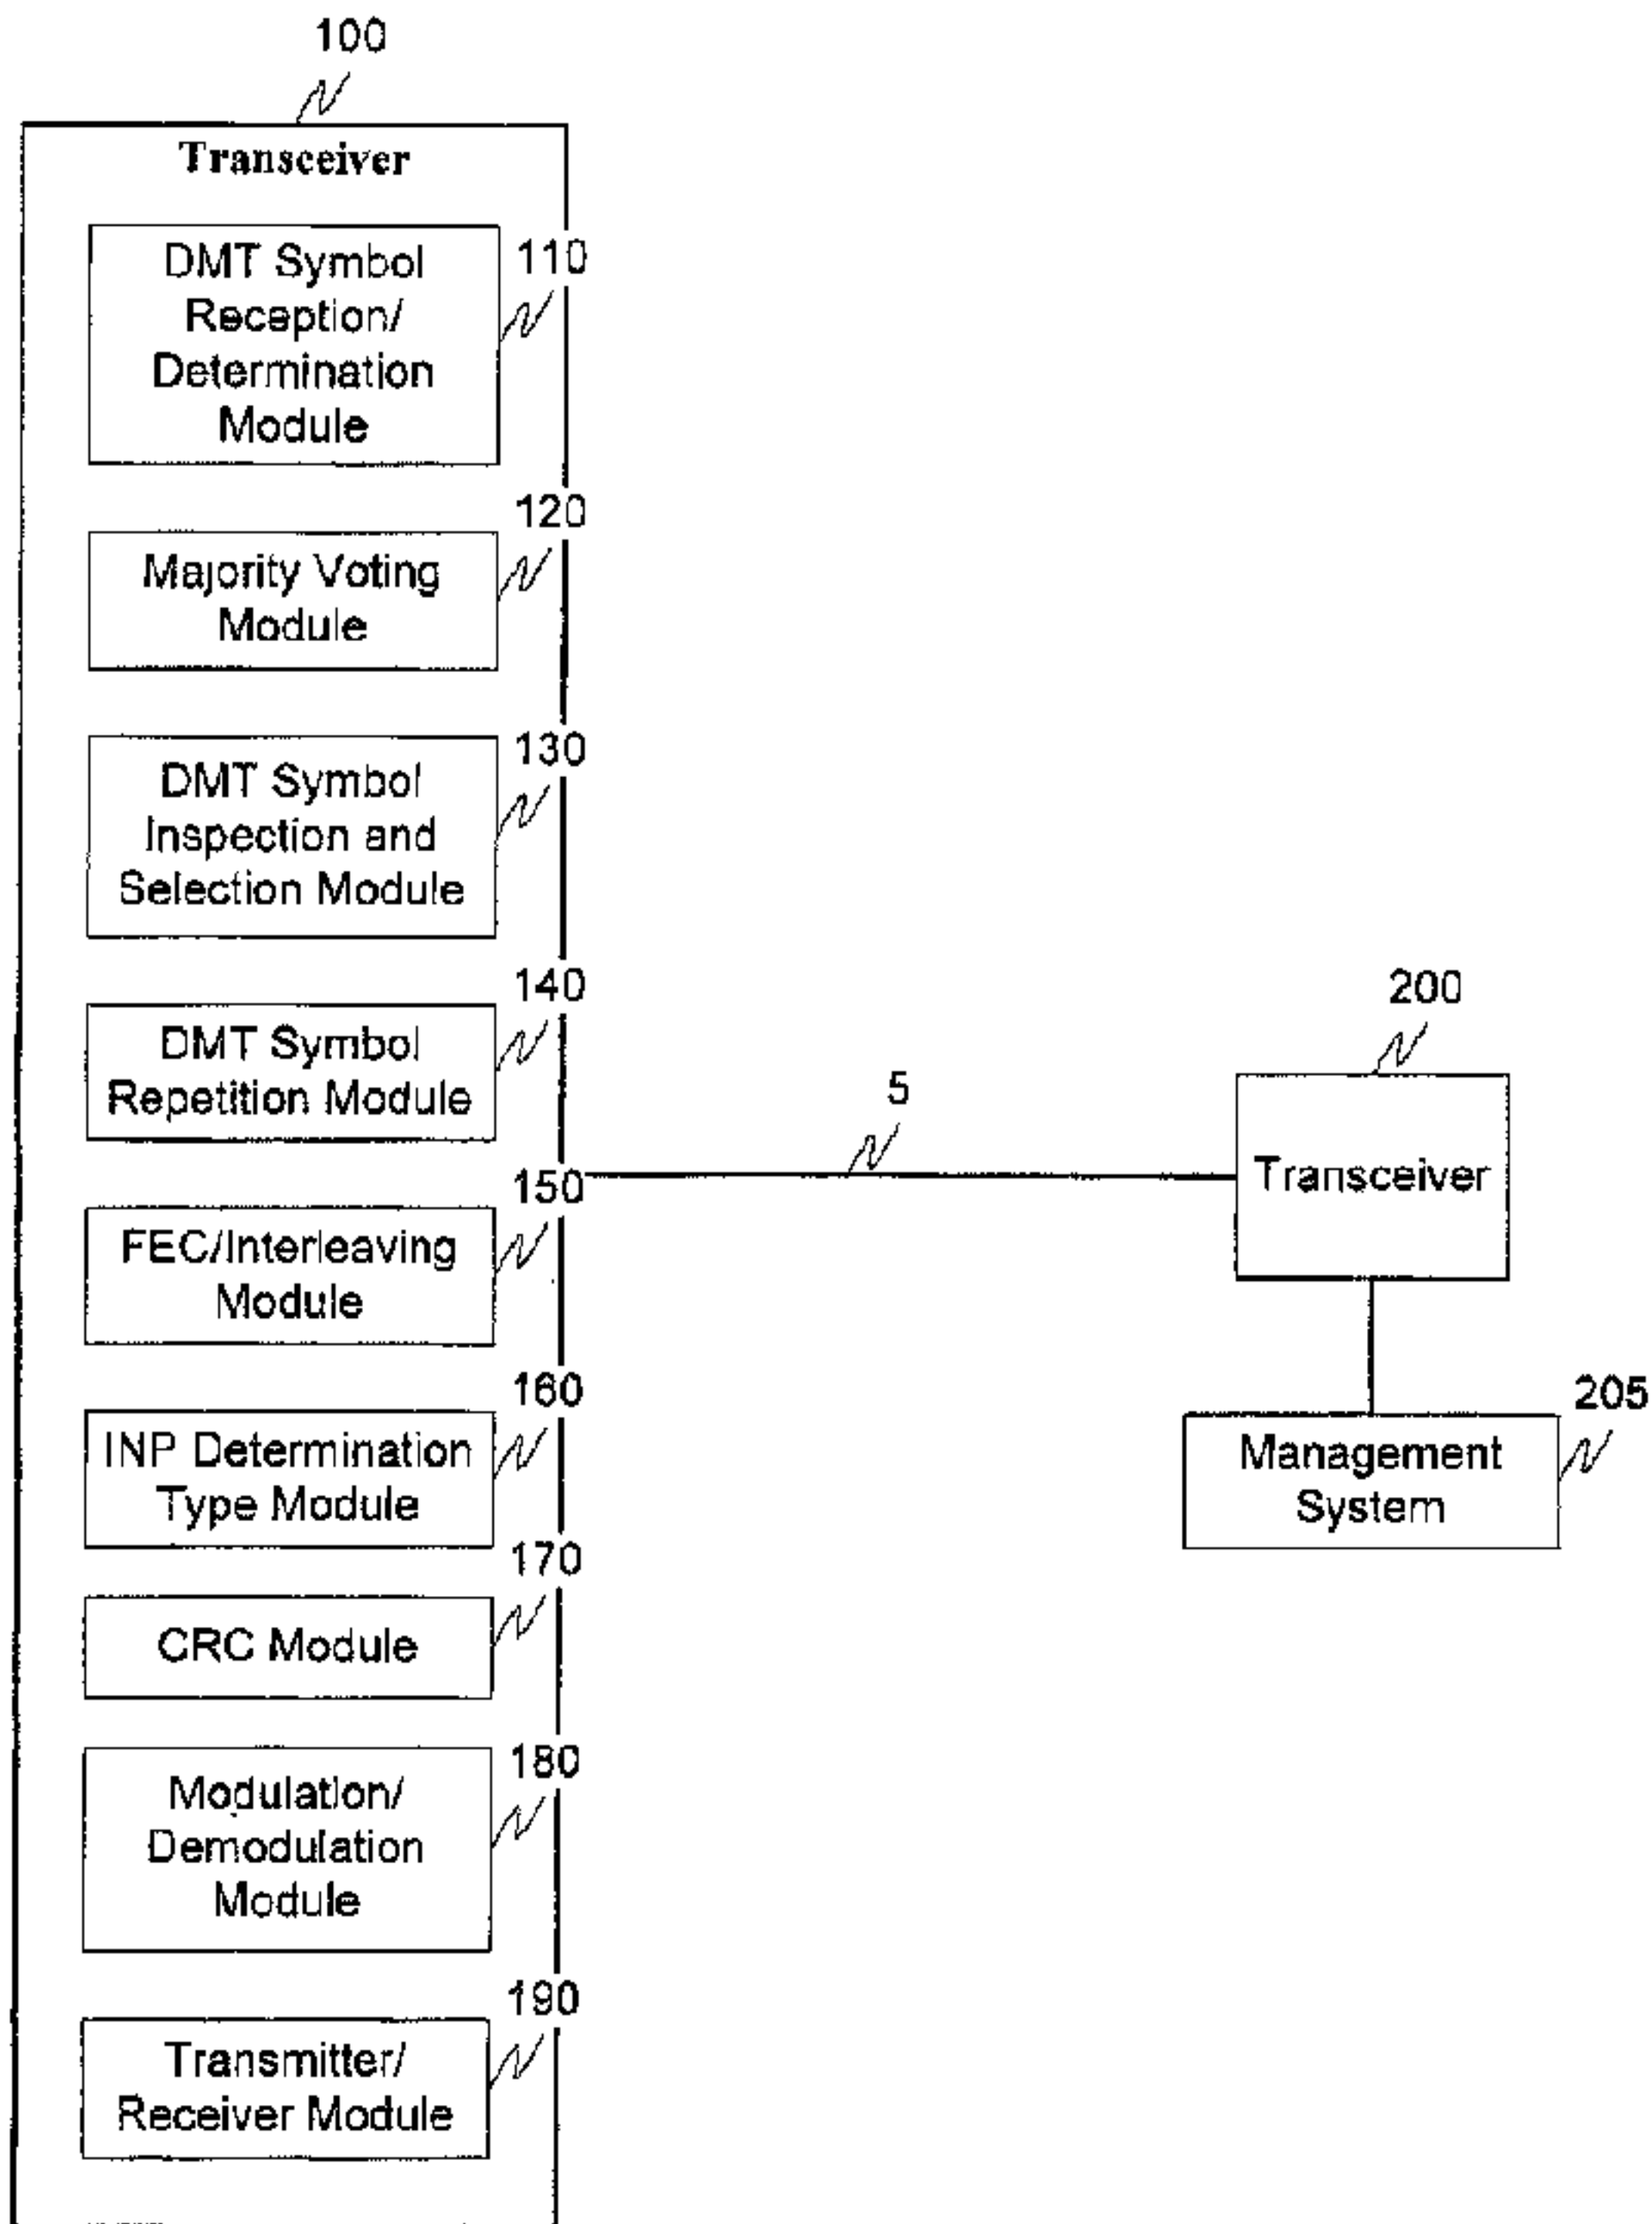 100
Transceiver
110
DMT Symbol
Reception/
Determination
Module
120
Majority Voting
Module
130
DMT Symbol
Inspection and
Selection Module
140
DMT Symbol
Repetition Module
150
FEC/Interleaving
Module
160
INP Determination
Type Module
170
CRC Module
180
Modulation/
Demodulation
Module
190
Transmitter/
Receiver Module
5
200
Transceiver
205
Management
System